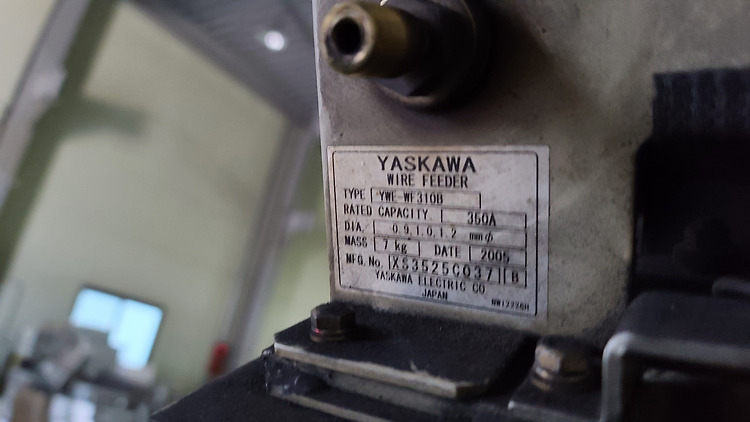 YASKAWA
WIRE FEEDER
TYPE YWE-WF310B
RATED CAPACITY 350A
DIA. 0.9,1.0,1.2 mmφ
MASS 7 kg DATE 2005
MFG.No. XS3525C037 B
YASKAWA ELECTRIC CO
JAPAN